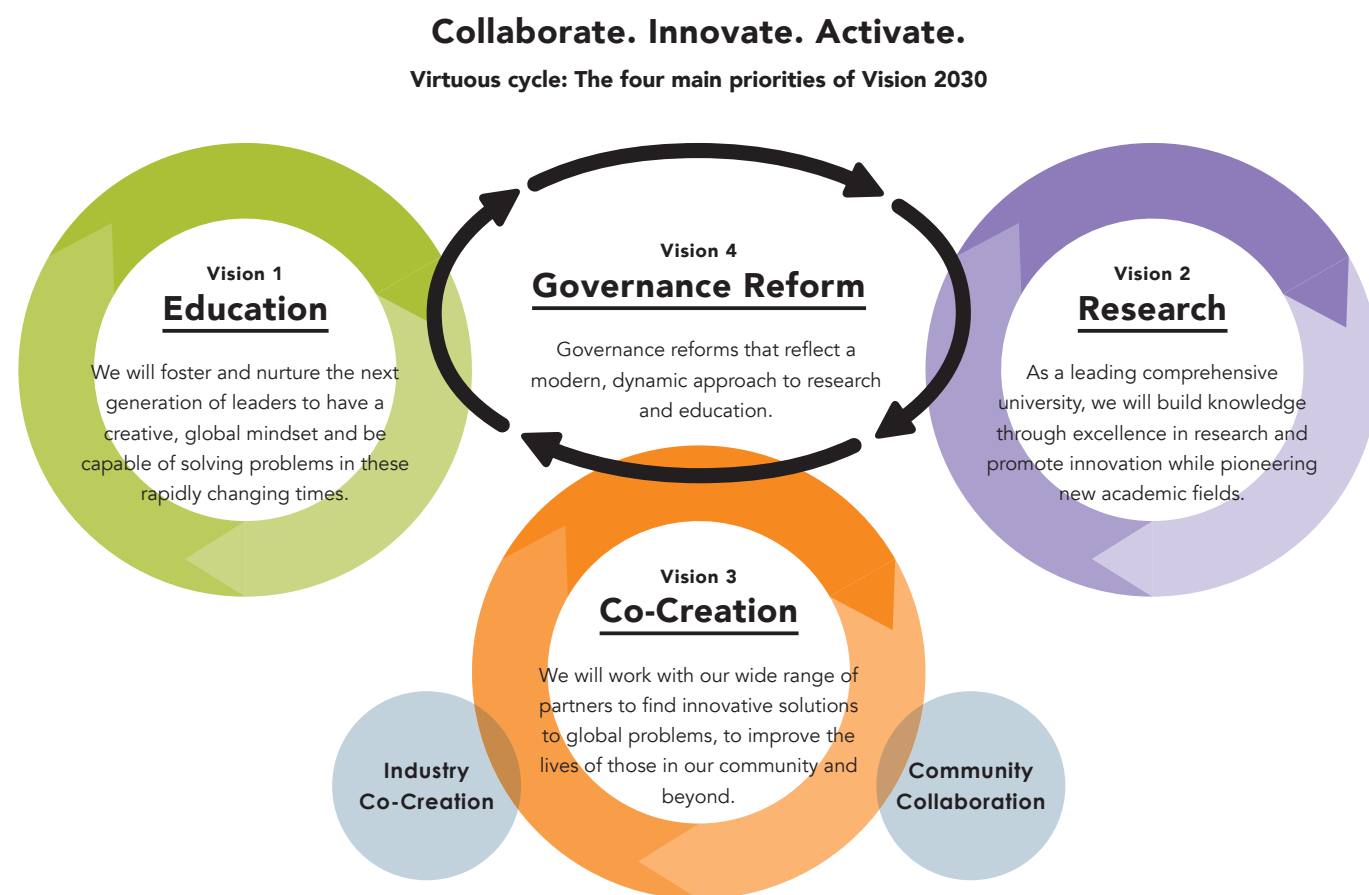 Collaborate. Innovate. Activate.
Virtuous cycle: The four main priorities of Vision 2030
Vision 1
Education
We will foster and nurture the next
generation of leaders to have a
creative, global mindset and be
capable of solving problems in these
rapidly changing times.
Vision 4
Governance Reform
Governance reforms that reflect a
modern, dynamic approach to research
and education.
Vision 2
Research
As a leading comprehensive
university, we will build knowledge
through excellence in research and
promote innovation while pioneering
new academic fields.
Vision 3
Co-Creation
We will work with our wide range of
partners to find innovative solutions
to global problems, to improve the
lives of those in our community and
beyond.
Industry
Co-Creation
Community
Collaboration